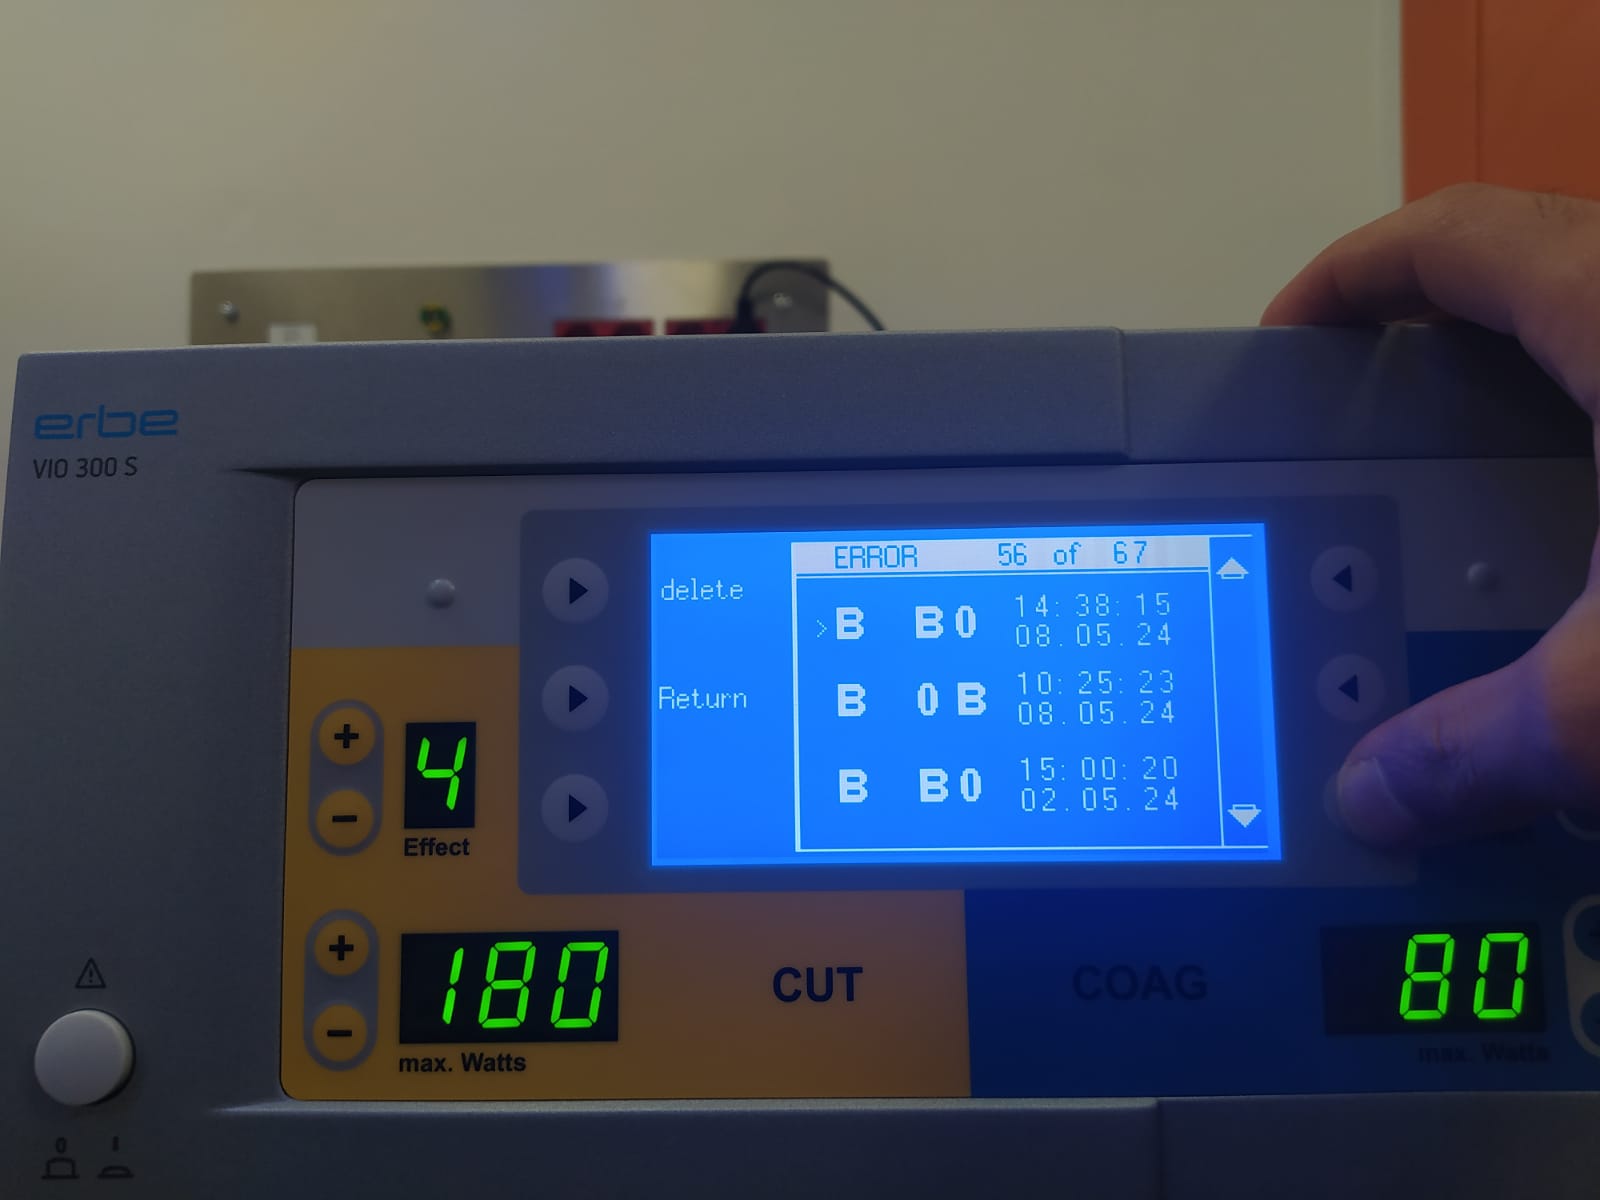 erbe
VIO 300 S
ERROR 56 of 67
delete
> B B0 14:38:15
08.05.24
Return
B 0B 10:25:23
08.05.24
B B0 15:00:20
02.05.24
+
4
−
Effect
+
180
−
max. Watts
CUT
COAG
80
max. Watts
0 I